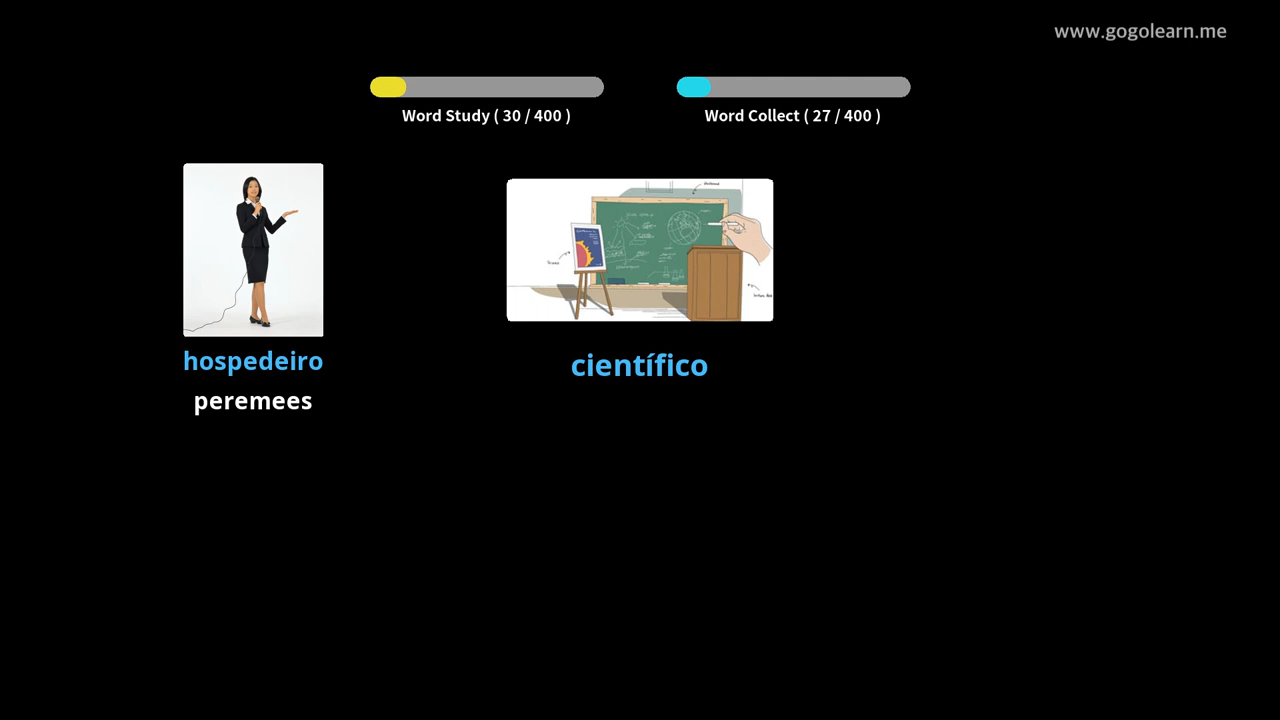 www.gogolearn.me
Word Study ( 30 / 400 )
Word Collect ( 27 / 400 )
hospedeiro
peremees
científico